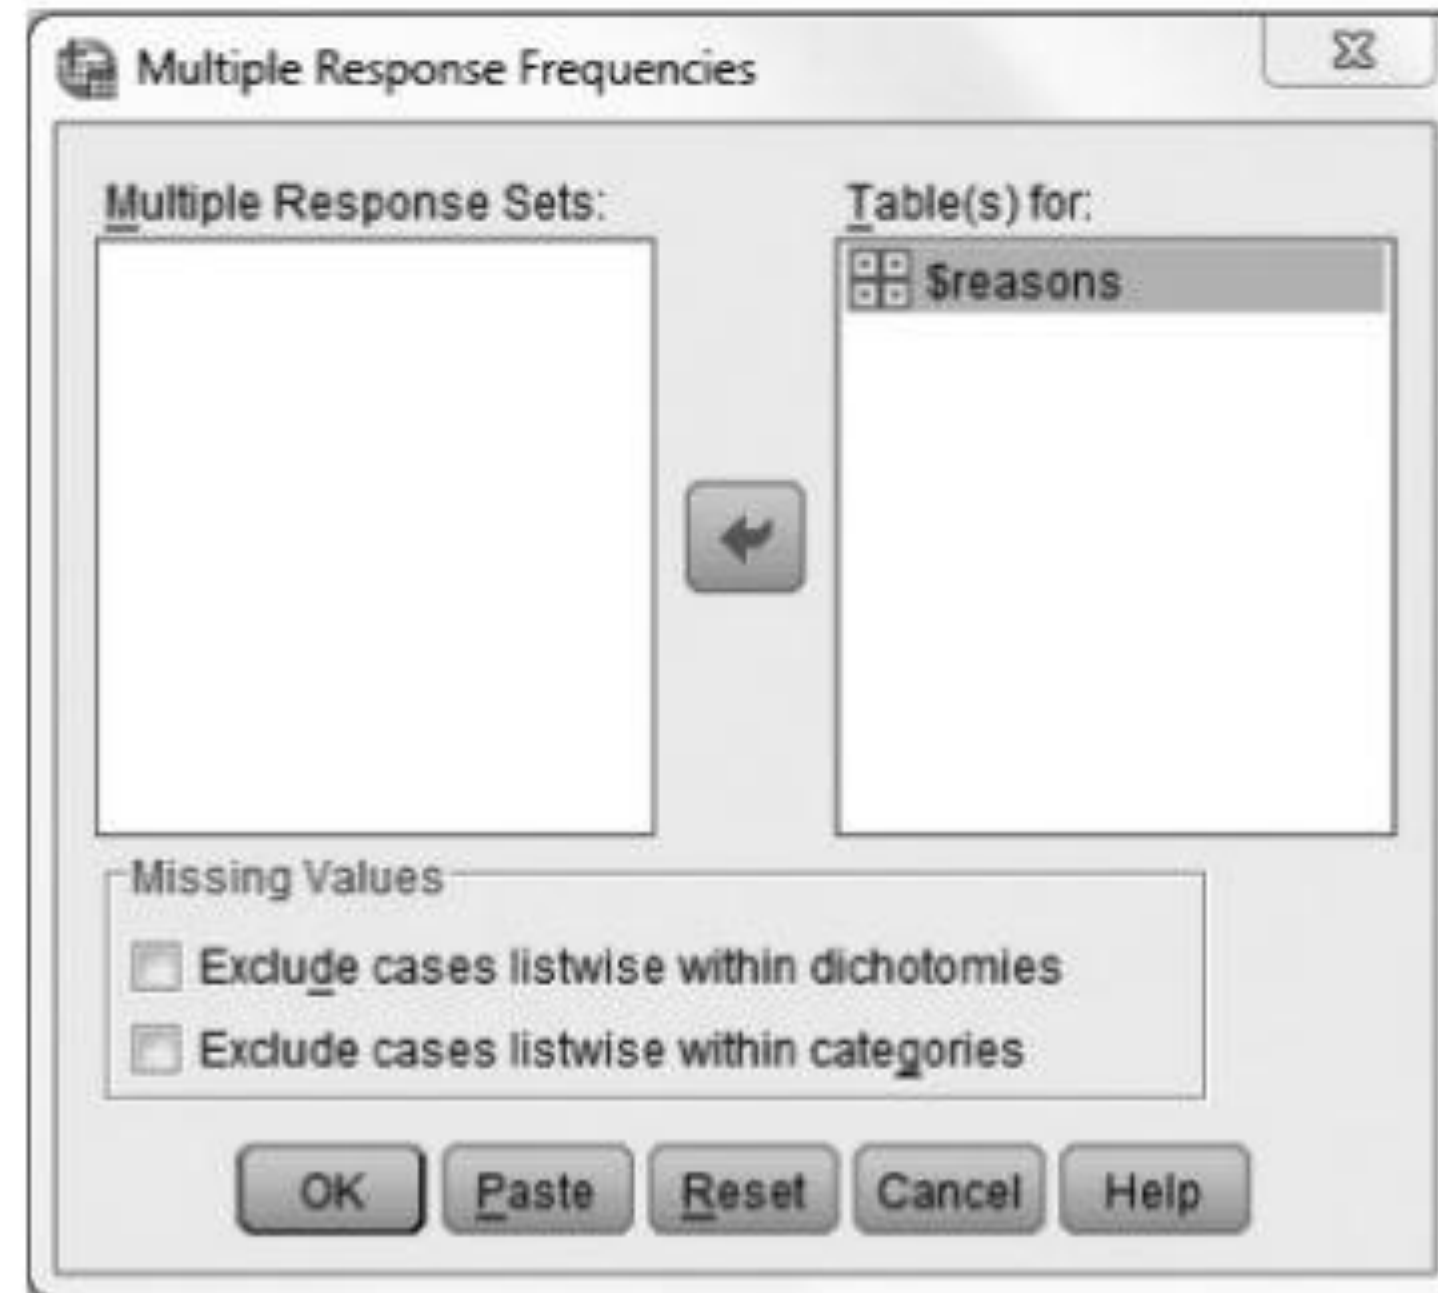 Multiple Response Frequencies
Multiple Response Sets:
Table(s) for:
$reasons
Missing Values
Exclude cases listwise within dichotomies
Exclude cases listwise within categories
OK
Paste
Reset
Cancel
Help